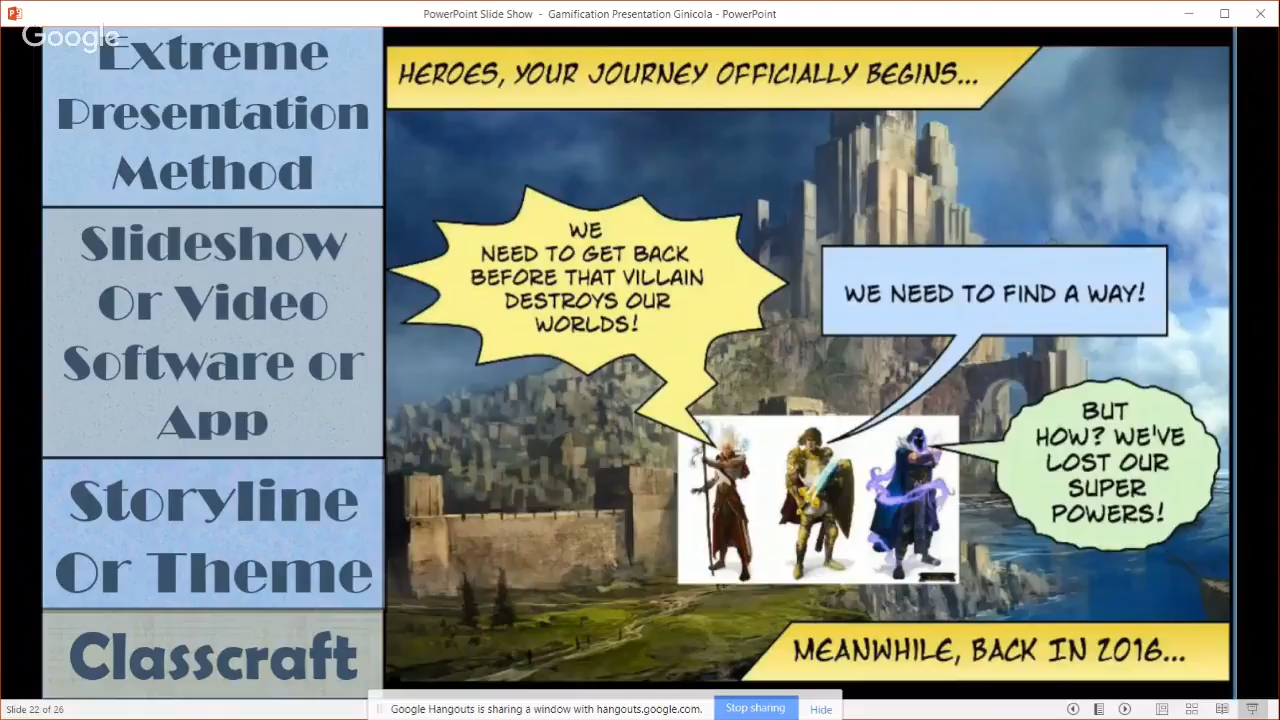 PowerPoint Slide Show - Gamification Presentation Ginicola - PowerPoint
Google
Extreme
Presentation
Method
Slideshow
Or Video
Software or
App
Storyline
Or Theme
Classcraft
HEROES, YOUR JOURNEY OFFICIALLY BEGINS...
WE
NEED TO GET BACK
BEFORE THAT VILLAIN
DESTROYS OUR
WORLDS!
WE NEED TO FIND A WAY!
BUT
HOW? WE'VE
LOST OUR
SUPER
POWERS!
MEANWHILE, BACK IN 2016...
Slide 22 of 26
Google Hangouts is sharing a window with hangouts.google.com.
Stop sharing
Hide